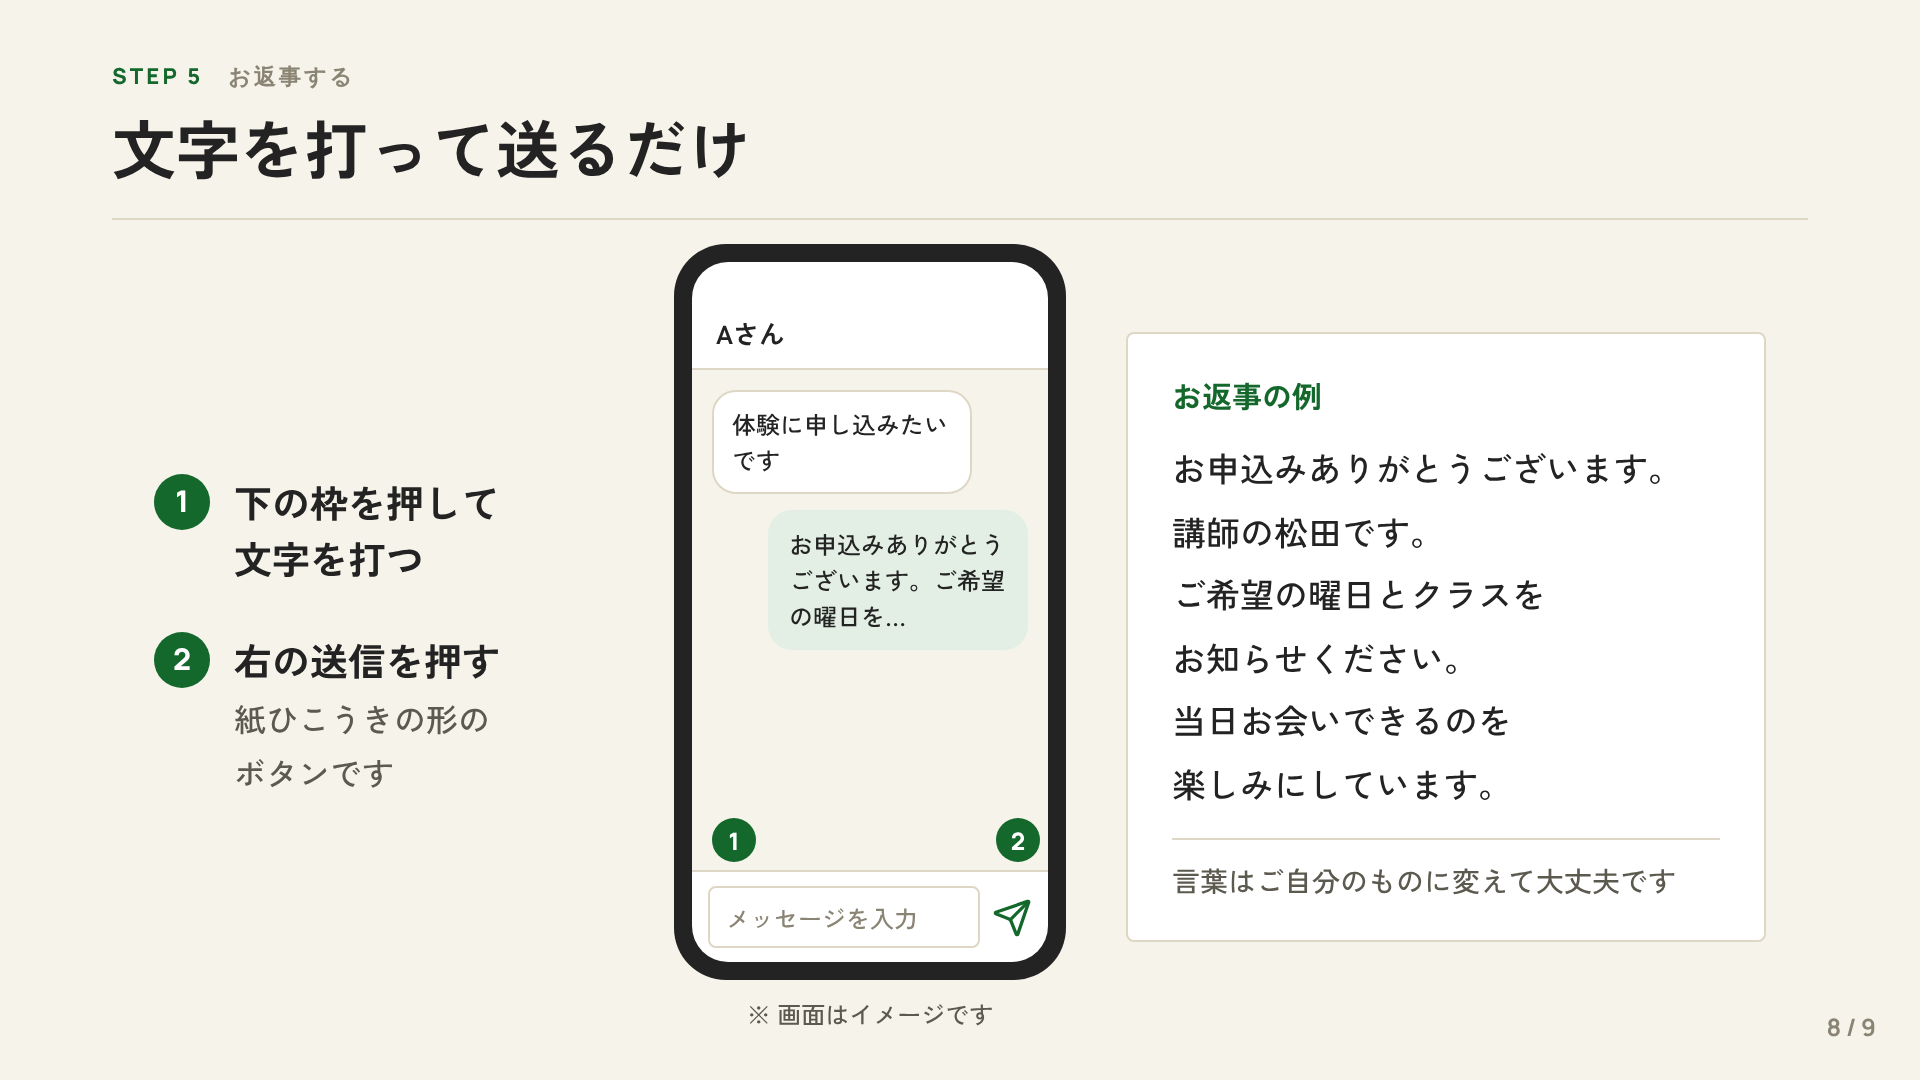 STEP 5 お返事する
文字を打って送るだけ
1 下の枠を押して
文字を打つ
2 右の送信を押す
紙ひこうきの形の
ボタンです
Aさん
体験に申し込みたい
です
お申込みありがとう
ございます。ご希望
の曜日を…
1
2
メッセージを入力
※ 画面はイメージです
お返事の例
お申込みありがとうございます。
講師の松田です。
ご希望の曜日とクラスを
お知らせください。
当日お会いできるのを
楽しみにしています。
言葉はご自分のものに変えて大丈夫です
8 / 9